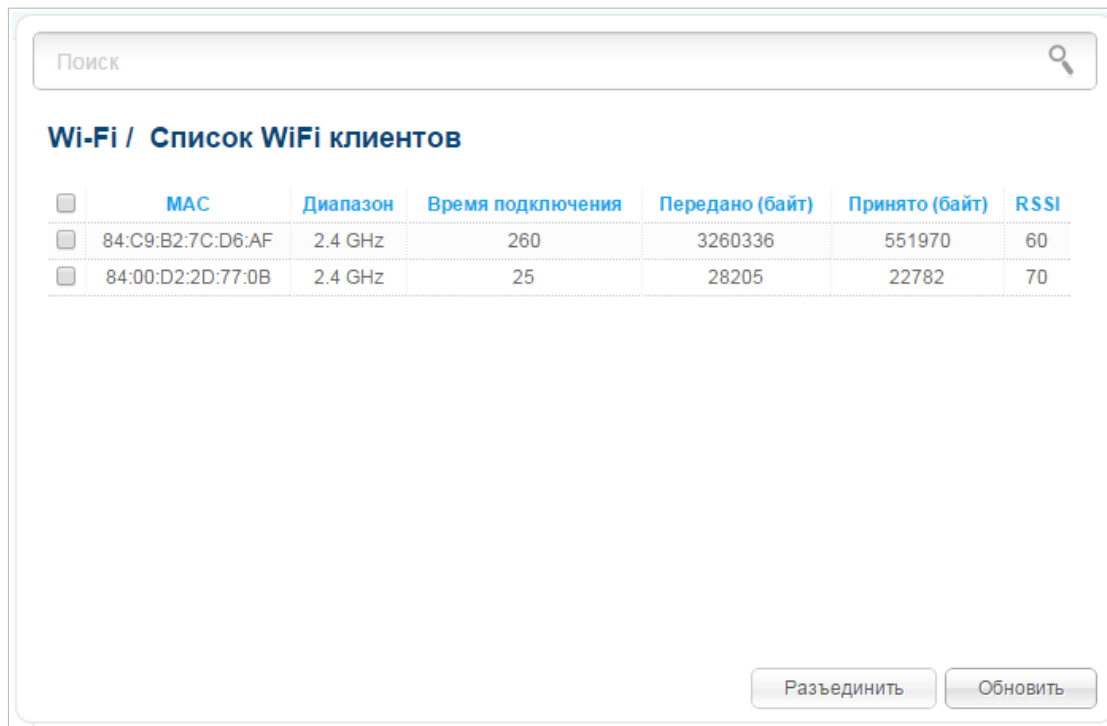 Поиск
Wi-Fi / Список WiFi клиентов
MAC Диапазон Время подключения Передано (байт) Принято (байт) RSSI
84:C9:B2:7C:D6:AF 2.4 GHz 260 3260336 551970 60
84:00:D2:2D:77:0B 2.4 GHz 25 28205 22782 70
Разъединить Обновить